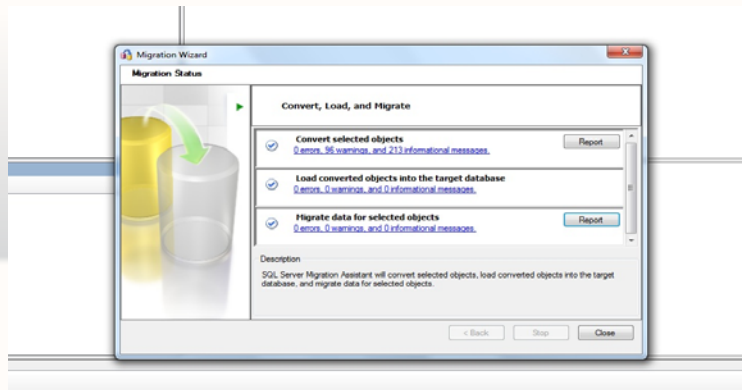 Migration Wizard
Migration Status
Convert, Load, and Migrate
Convert selected objects
Report
0 errors, 96 warnings, and 213 informational messages.
Load converted objects into the target database
0 errors, 0 warnings, and 0 informational messages.
Migrate data for selected objects
Report
0 errors, 0 warnings, and 0 informational messages.
Description
SQL Server Migration Assistant will convert selected objects, load converted objects into the target
database, and migrate data for selected objects.
< Back Stop Close